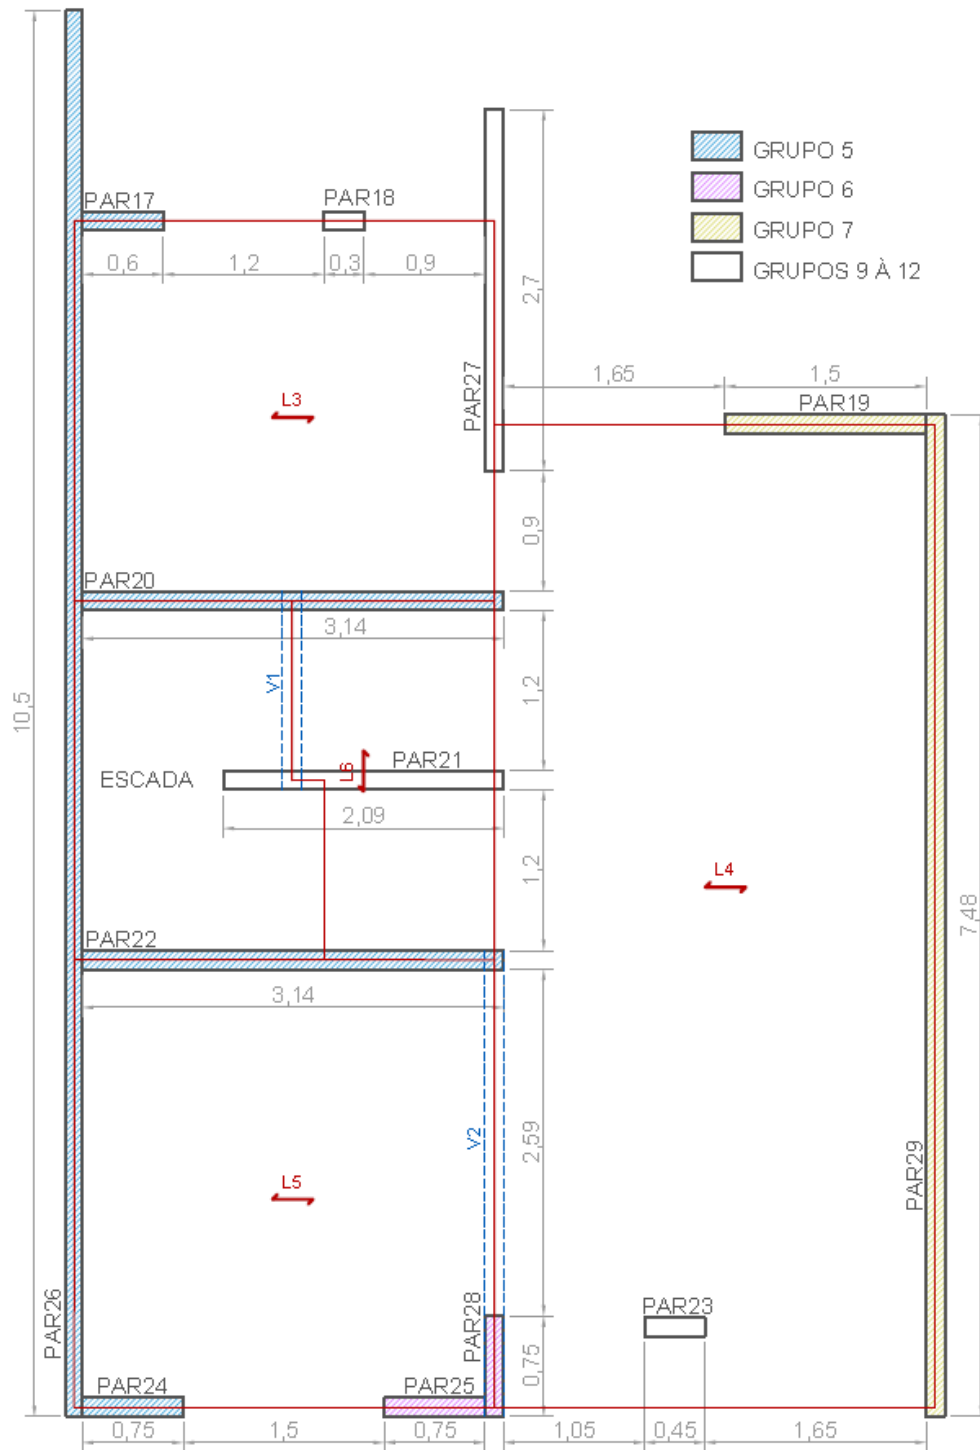 PAR17
PAR18
GRUPO 5
GRUPO 6
GRUPO 7
GRUPOS 9 À 12
0,6
1,2
0,3
0,9
2,7
PAR27
L3
1,65
1,5
PAR19
PAR20
3,14
0,9
10,5
V1
1,2
ESCADA
L6
PAR21
2,09
1,2
L4
7,48
PAR22
3,14
V2
2,59
L5
PAR29
PAR26
PAR28
PAR23
0,75
PAR24
PAR25
0,75
1,5
0,75
1,05
0,45
1,65